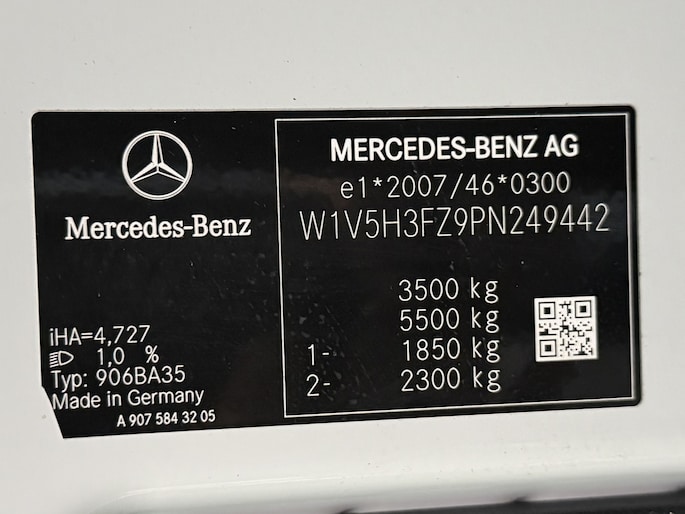 Mercedes-Benz
iHA=4,727
1,0 %
Typ: 906BA35
Made in Germany
A 907 584 32 05
MERCEDES-BENZ AG
e1*2007/46*0300
W1V5H3FZ9PN249442
3500 kg
5500 kg
1- 1850 kg
2- 2300 kg